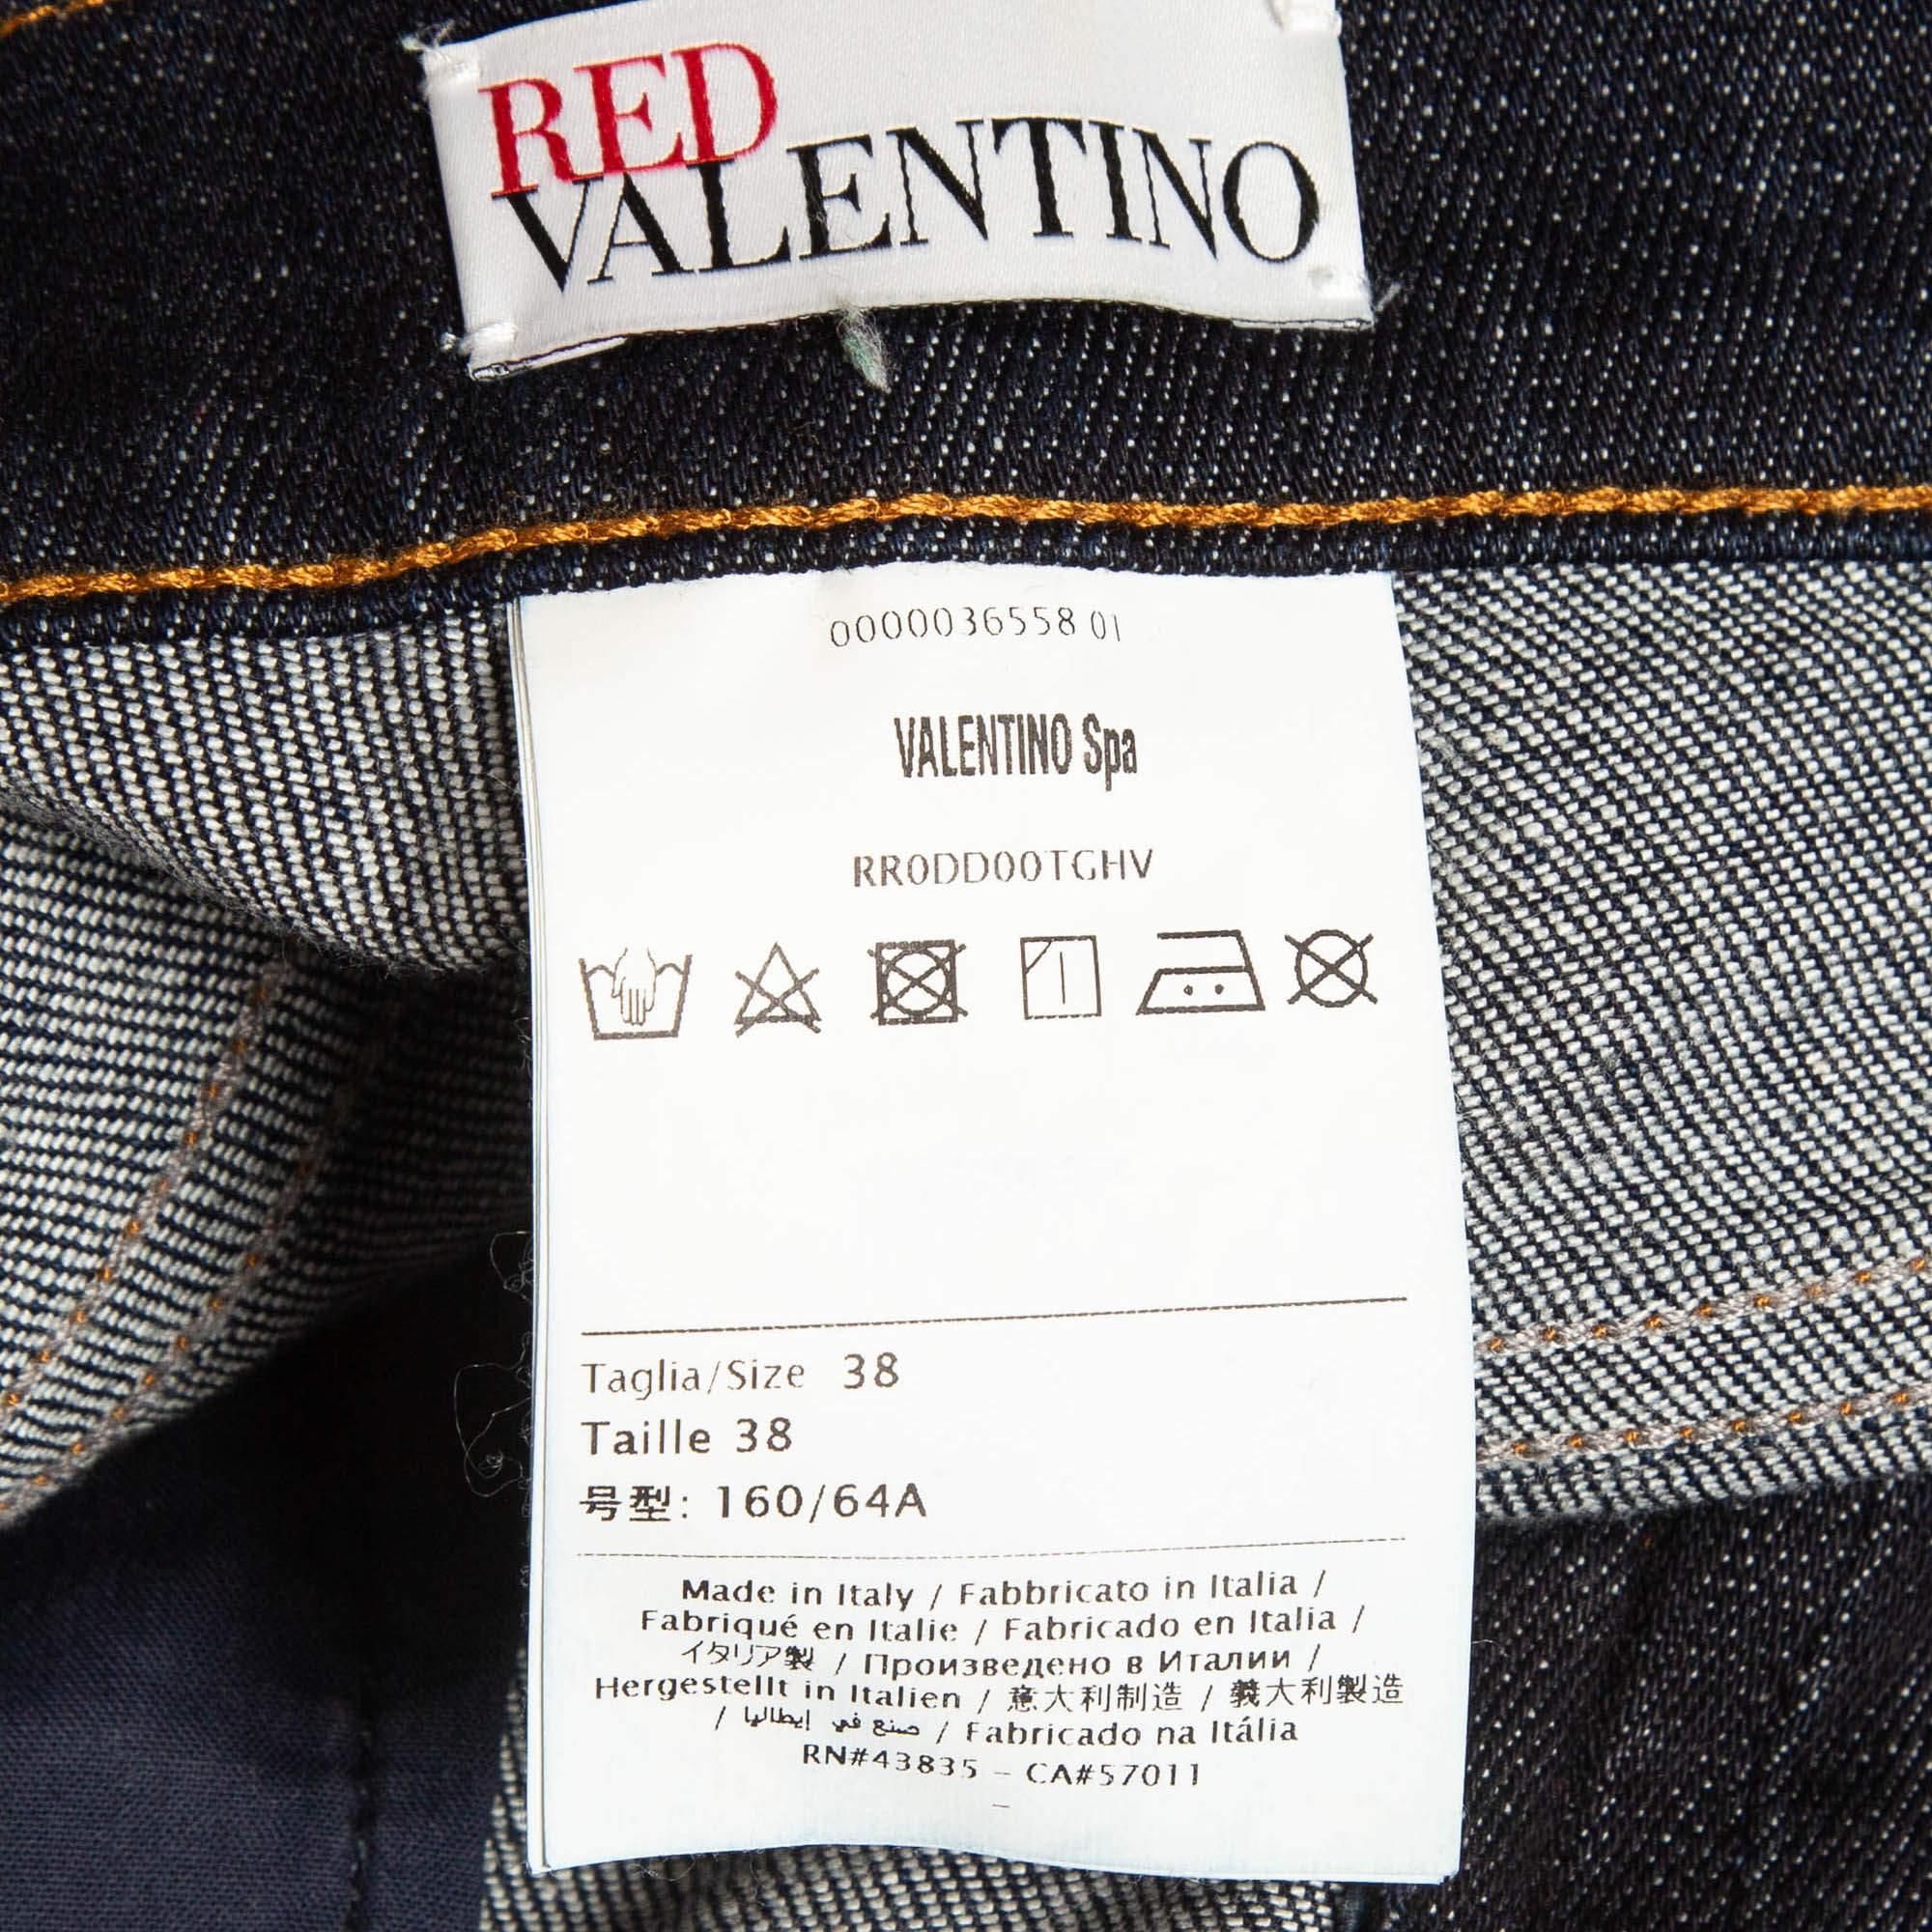 RED
VALENTINO
0000036558 01
VALENTINO Spa
RR0DD00TGHV
Taglia/Size 38
Taille 38
号型: 160/64A
Made in Italy / Fabbricato in Italia /
Fabriqué en Italie / Fabricado en Italia /
イタリア製 / Произведено в Италии /
Hergestellt in Italien / 意大利制造 / 義大利製造
/ صنع في إيطاليا / Fabricado na Itália
RN#43835 – CA#57011
–